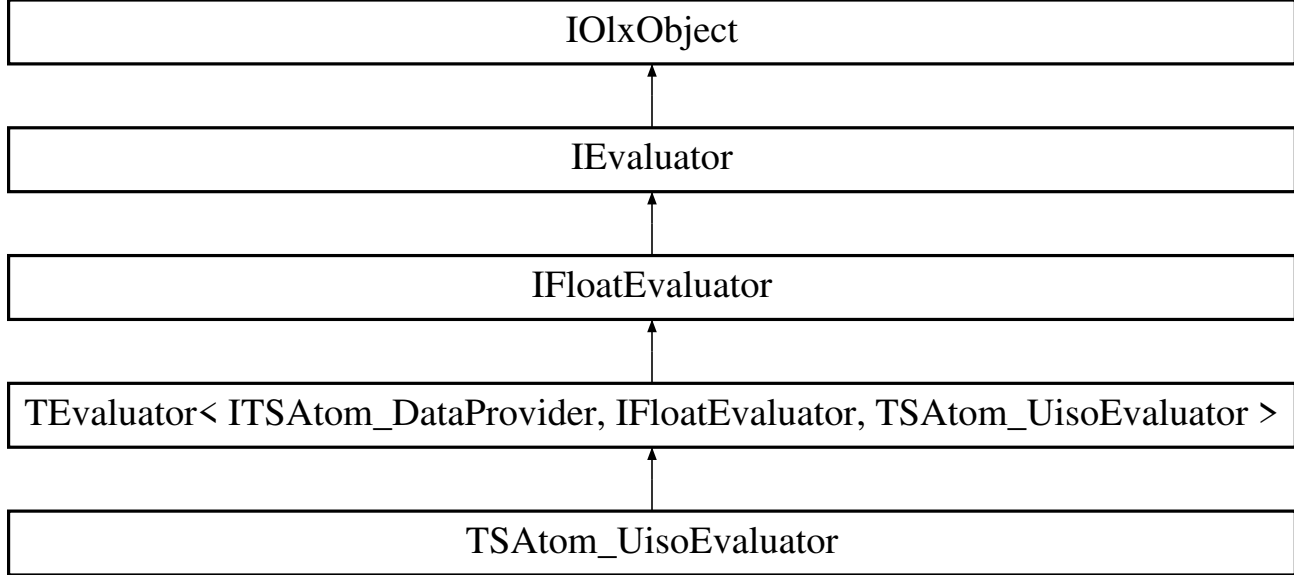 IOlxObject
IEvaluator
IFloatEvaluator
TEvaluator< ITSAtom_DataProvider, IFloatEvaluator, TSAtom_UisoEvaluator >
TSAtom_UisoEvaluator